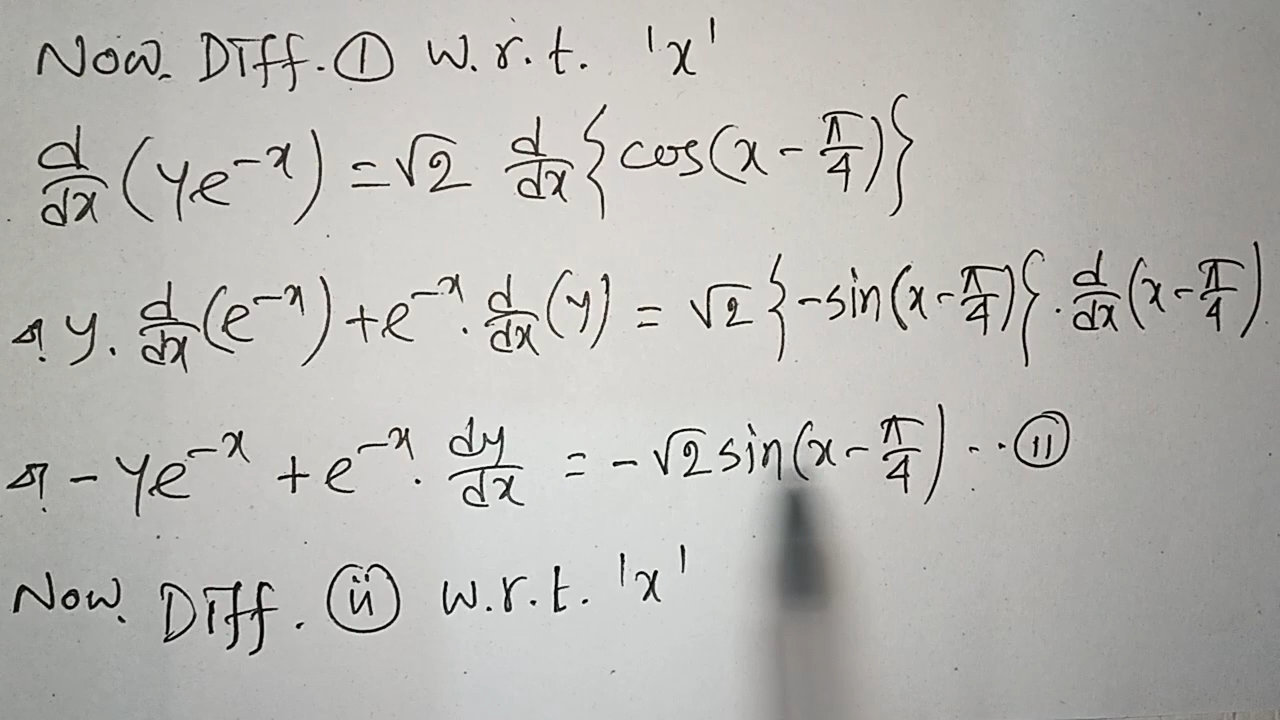 Now. Diff. ① w.r.t. 'x'
d/dx (ye^{-x}) = √2 d/dx {cos(x - π/4)}
বা, y. d/dx (e^{-x}) + e^{-x}. d/dx (y) = √2 }-sin(x - π/4){ . d/dx (x - π/4)
বা - ye^{-x} + e^{-x}. dy/dx = - √2 sin(x - π/4) ... ⑪
Now. Diff. ⓘⓘ w.r.t. 'x'